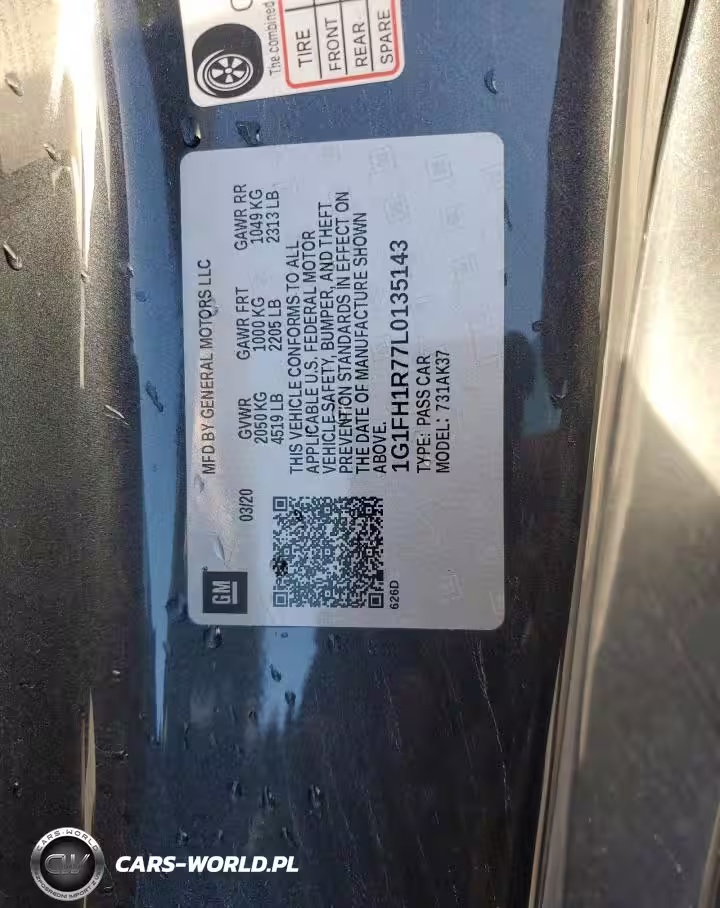 The combined
TIRE
FRONT
REAR
SPARE
MFD BY GENERAL MOTORS LLC
03/20 GVWR GAWR FRT GAWR RR
2050 KG 1000 KG 1049 KG
4519 LB 2205 LB 2313 LB
THIS VEHICLE CONFORMS TO ALL
APPLICABLE U.S. FEDERAL MOTOR
VEHICLE SAFETY, BUMPER, AND THEFT
PREVENTION STANDARDS IN EFFECT ON
THE DATE OF MANUFACTURE SHOWN
ABOVE.
1G1FH1R77L0135143
TYPE: PASS CAR
MODEL: 731AK37
GM
626D
CARS-WORLD
CW
CARS-WORLD.PL